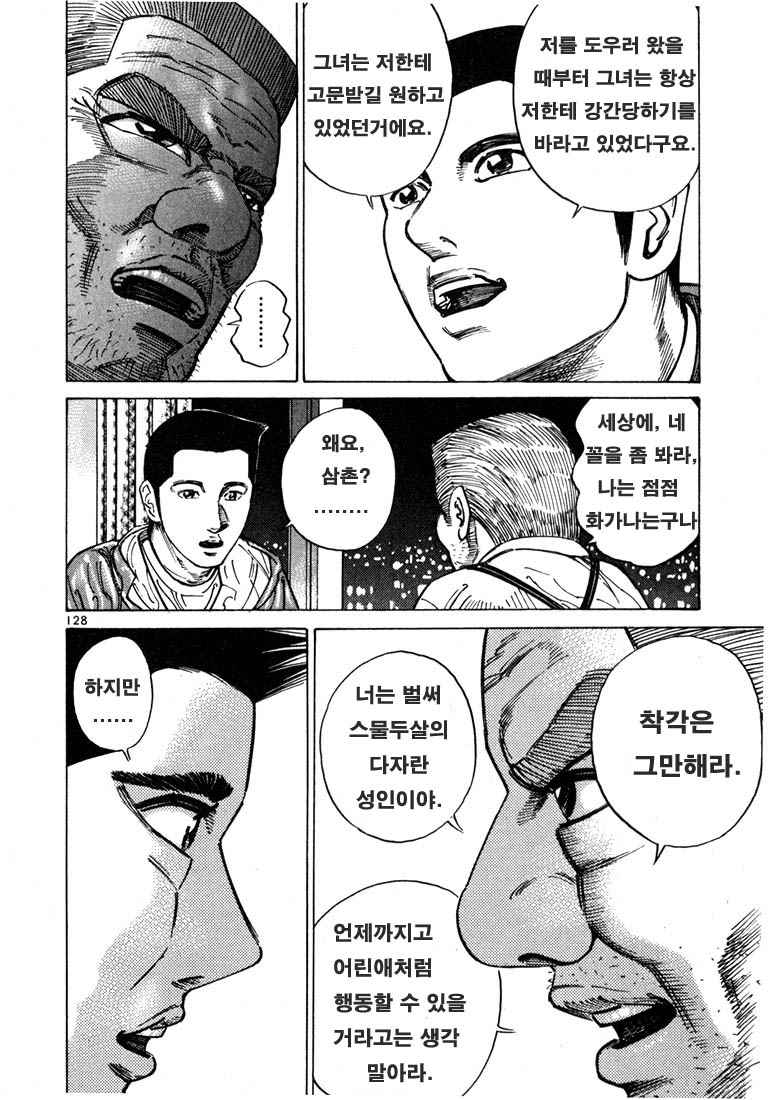 저를 도우러 왔을
때부터 그녀는 항상
저한테 강간당하기를
바라고 있었다구요.
그녀는 저한테
고문받길 원하고
있었던거에요.
........
세상에, 네
꼴을 좀 봐라,
나는 점점
화가나는구나
왜요,
삼촌?
........
128
착각은
그만해라.
너는 벌써
스물두살의
다자란
성인이야.
언제까지고
어린애처럼
행동할 수 있을
거라고는 생각
말아라.
하지만
......